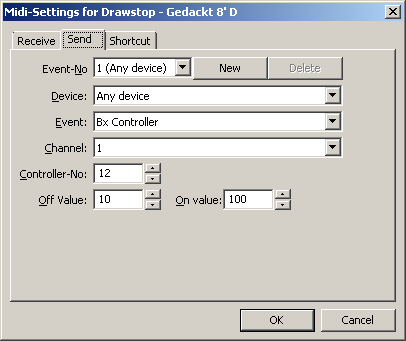 Midi-Settings for Drawstop - Gedackt 8' D
Receive Send Shortcut
Event-No 1 (Any device) New Delete
Device: Any device
Event: Bx Controller
Channel: 1
Controller-No: 12
Off Value: 10 On value: 100
OK Cancel